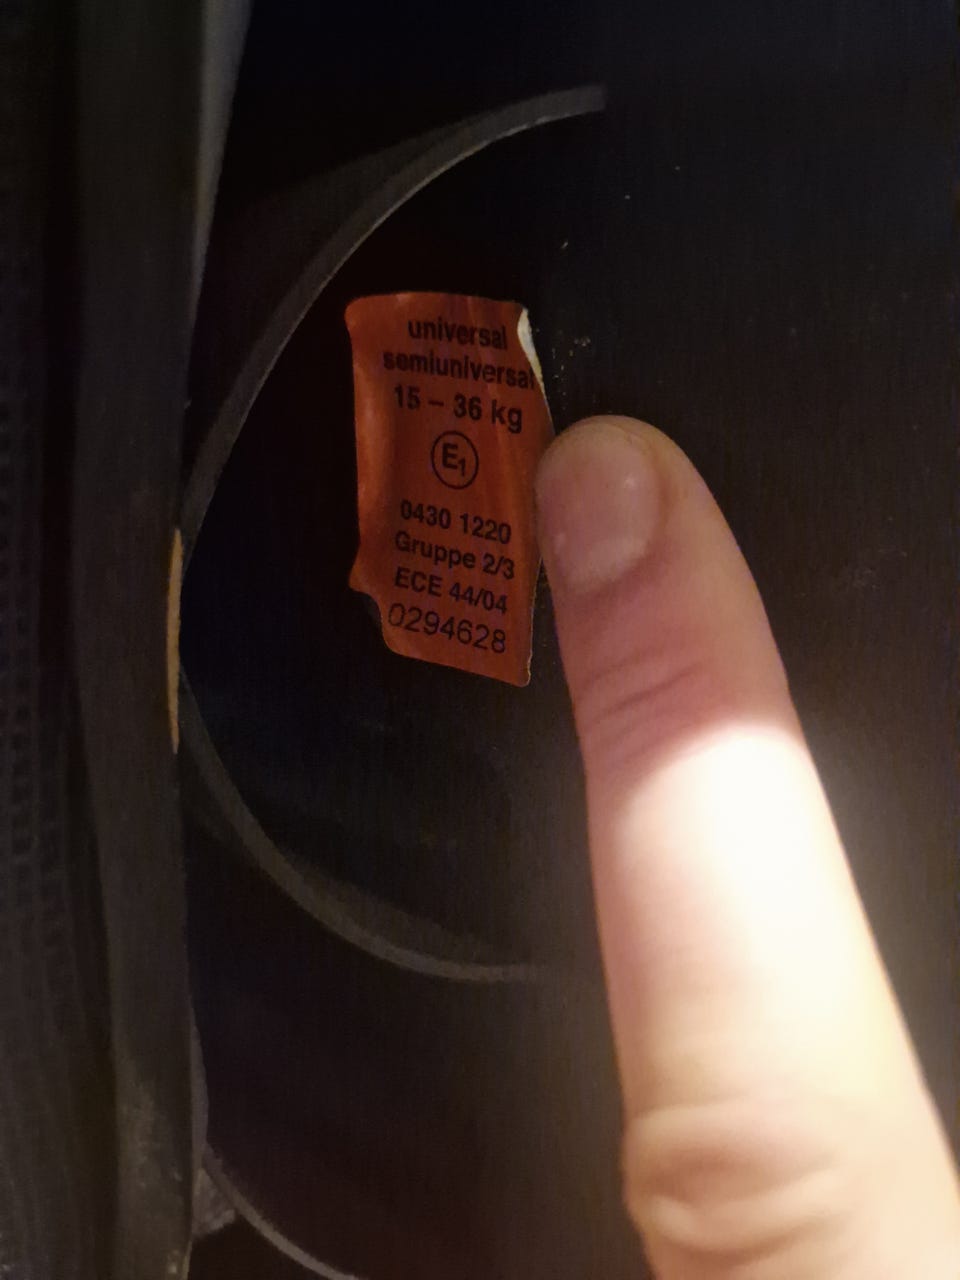 universal
semiuniversal
15 – 36 kg
E1
0430 1220
Gruppe 2/3
ECE 44/04
0294628